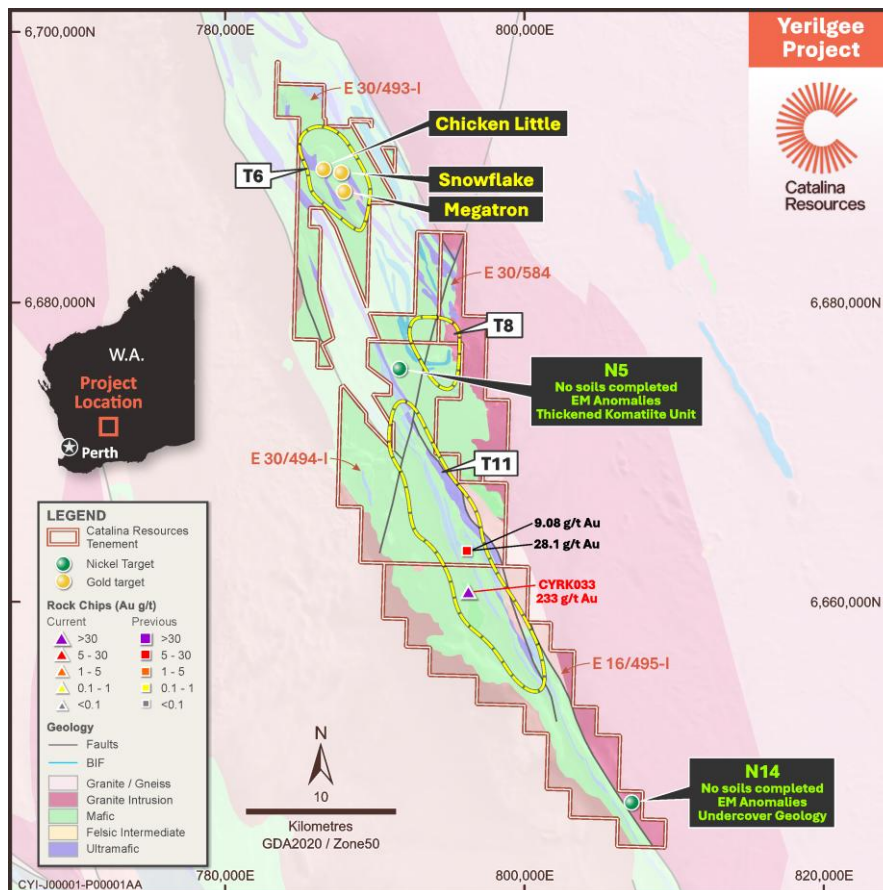 780,000E
800,000E
6,700,000N
Yerilgee
Project
Catalina
Resources
E 30/493-I
Chicken Little
T6
Snowflake
Megatron
E 30/584
6,680,000N
6,680,000N
T8
W.A.
Project
Location
Perth
N5
No soils completed
EM Anomalies
Thickened Komatiite Unit
E 30/494-I
T11
9.08 g/t Au
28.1 g/t Au
CYRK033
233 g/t Au
6,660,000N
E 16/495-I
LEGEND
Catalina Resources
Tenement
Nickel Target
Gold target
Rock Chips (Au g/t)
Current Previous
>30 >30
5 - 30 5 - 30
1 - 5 1 - 5
0.1 - 1 0.1 - 1
<0.1 <0.1
Geology
Faults
BIF
Granite / Gneiss
Granite Intrusion
Mafic
Felsic Intermediate
Ultramafic
N
10
Kilometres
GDA2020 / Zone50
N14
No soils completed
EM Anomalies
Undercover Geology
CYI-J00001-P00001AA
780,000E
800,000E
820,000E